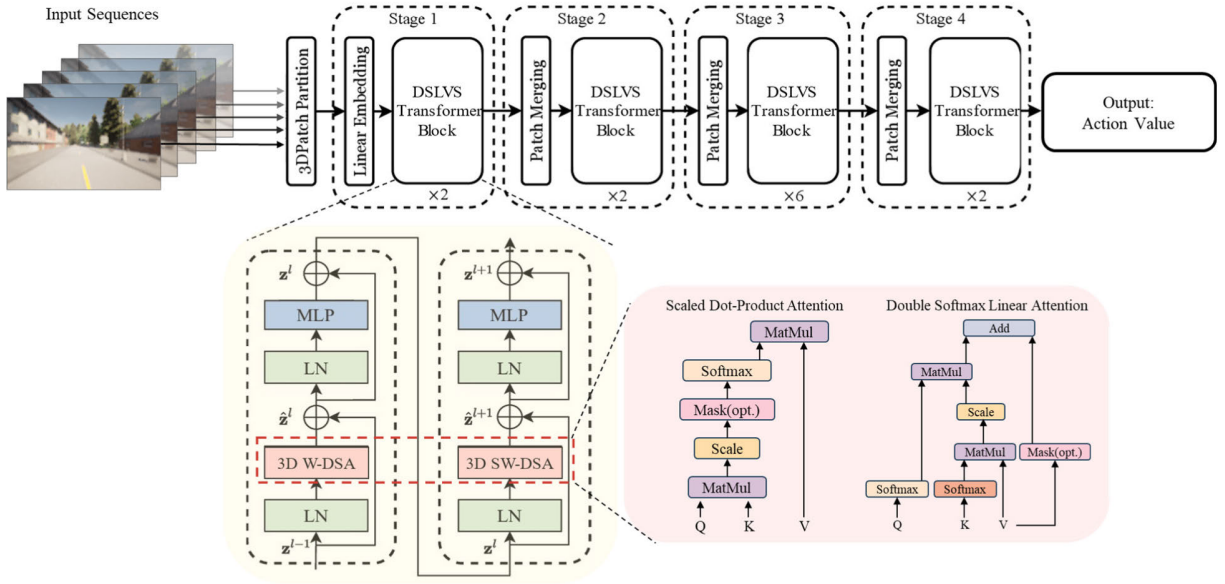 Input Sequences
3DPatch Partition
Stage 1
Linear Embedding
DSLVS
Transformer
Block
×2
Stage 2
Patch Merging
DSLVS
Transformer
Block
×2
Stage 3
Patch Merging
DSLVS
Transformer
Block
×6
Stage 4
Patch Merging
DSLVS
Transformer
Block
×2
Output:
Action Value
z^l
MLP
LN
ẑ^l
3D W-DSA
LN
z^{l-1}
z^{l+1}
MLP
LN
ẑ^{l+1}
3D SW-DSA
LN
z^l
Scaled Dot-Product Attention
MatMul
Softmax
Mask(opt.)
Scale
MatMul
Q K V
Double Softmax Linear Attention
Add
MatMul
Scale
MatMul
Mask(opt.)
Softmax
Softmax
Q K V